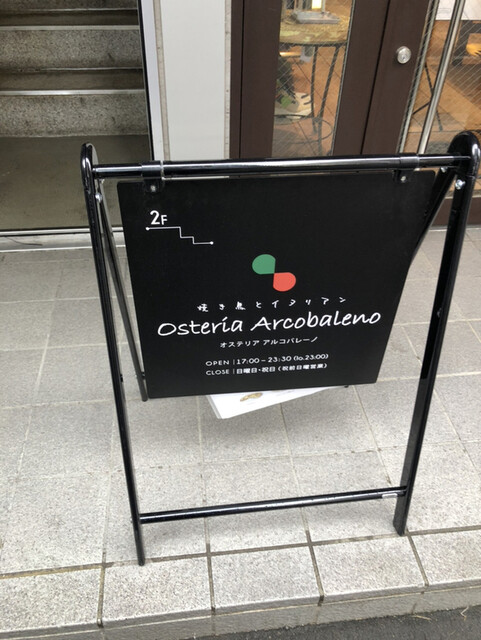 2F
焼き鳥とイタリアン
Osteria Arcobaleno
オステリア アルコバレーノ
OPEN | 17:00~23:30 (lo.23:00)
CLOSE | 日曜日・祝日 (祝前日曜営業)